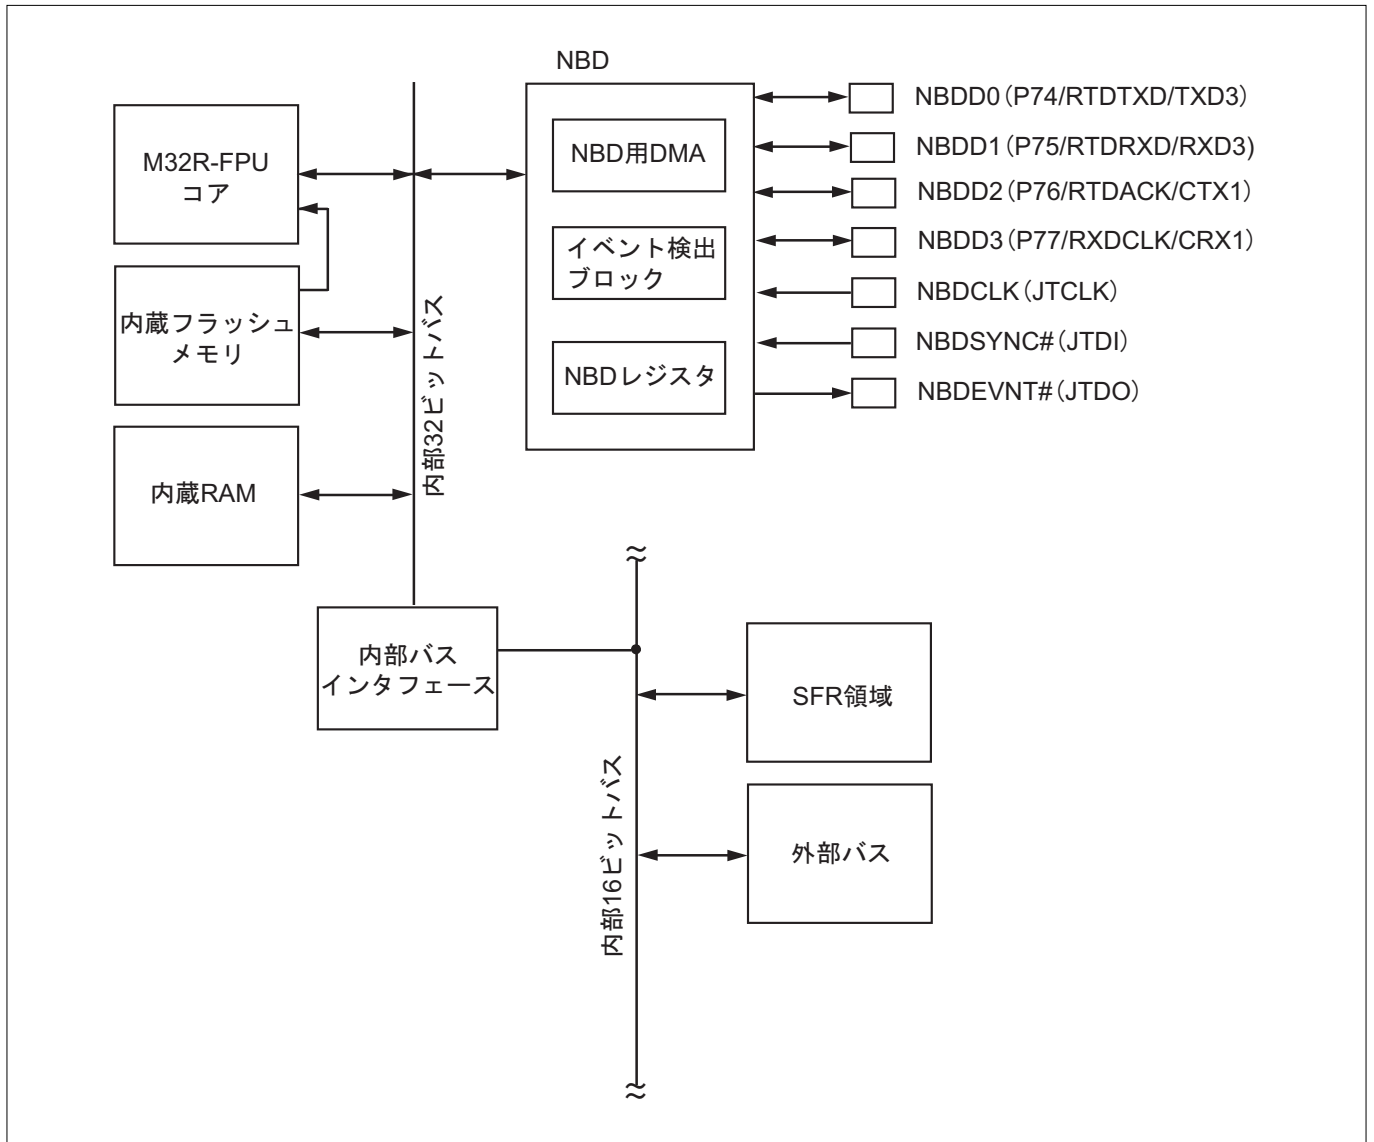 NBD
NBDD0(P74/RTDTXD/TXD3)
NBD用DMA
NBDD1(P75/RTDRXD/RXD3)
M32R-FPU
コア
NBDD2(P76/RTDACK/CTX1)
イベント検出
ブロック
NBDD3(P77/RXDCLK/CRX1)
NBDCLK(JTCLK)
内蔵フラッシュ
メモリ
NBDSYNC#(JTDI)
NBDレジスタ
NBDEVNT#(JTDO)
内部32ビットバス
内蔵RAM
内部バス
インタフェース
SFR領域
内部16ビットバス
外部バス